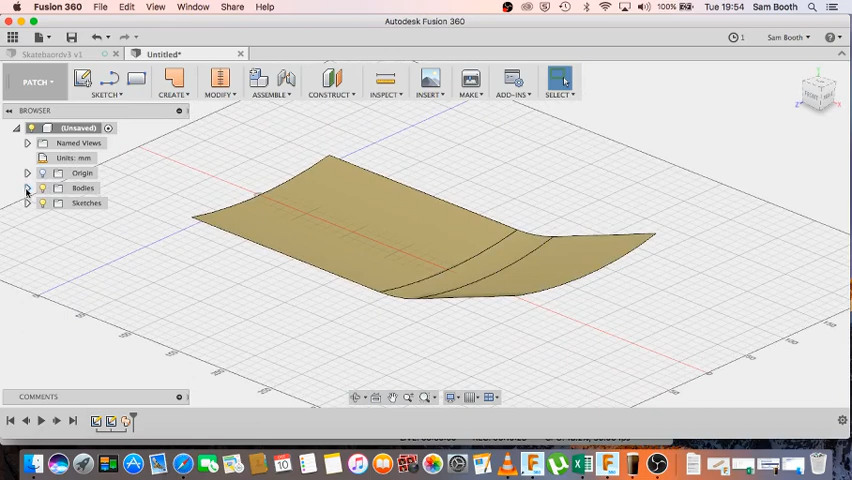 Fusion 360 File Edit View Window Share Help 100% Tue 19:54 Sam Booth
Autodesk Fusion 360
1 Sam Booth
Skatebaordv3 v1 Untitled*
PATCH SKETCH CREATE MODIFY ASSEMBLE CONSTRUCT INSPECT INSERT MAKE ADD-INS SELECT
BROWSER
(Unsaved)
Named Views
Units: mm
Origin
Bodies
Sketches
COMMENTS